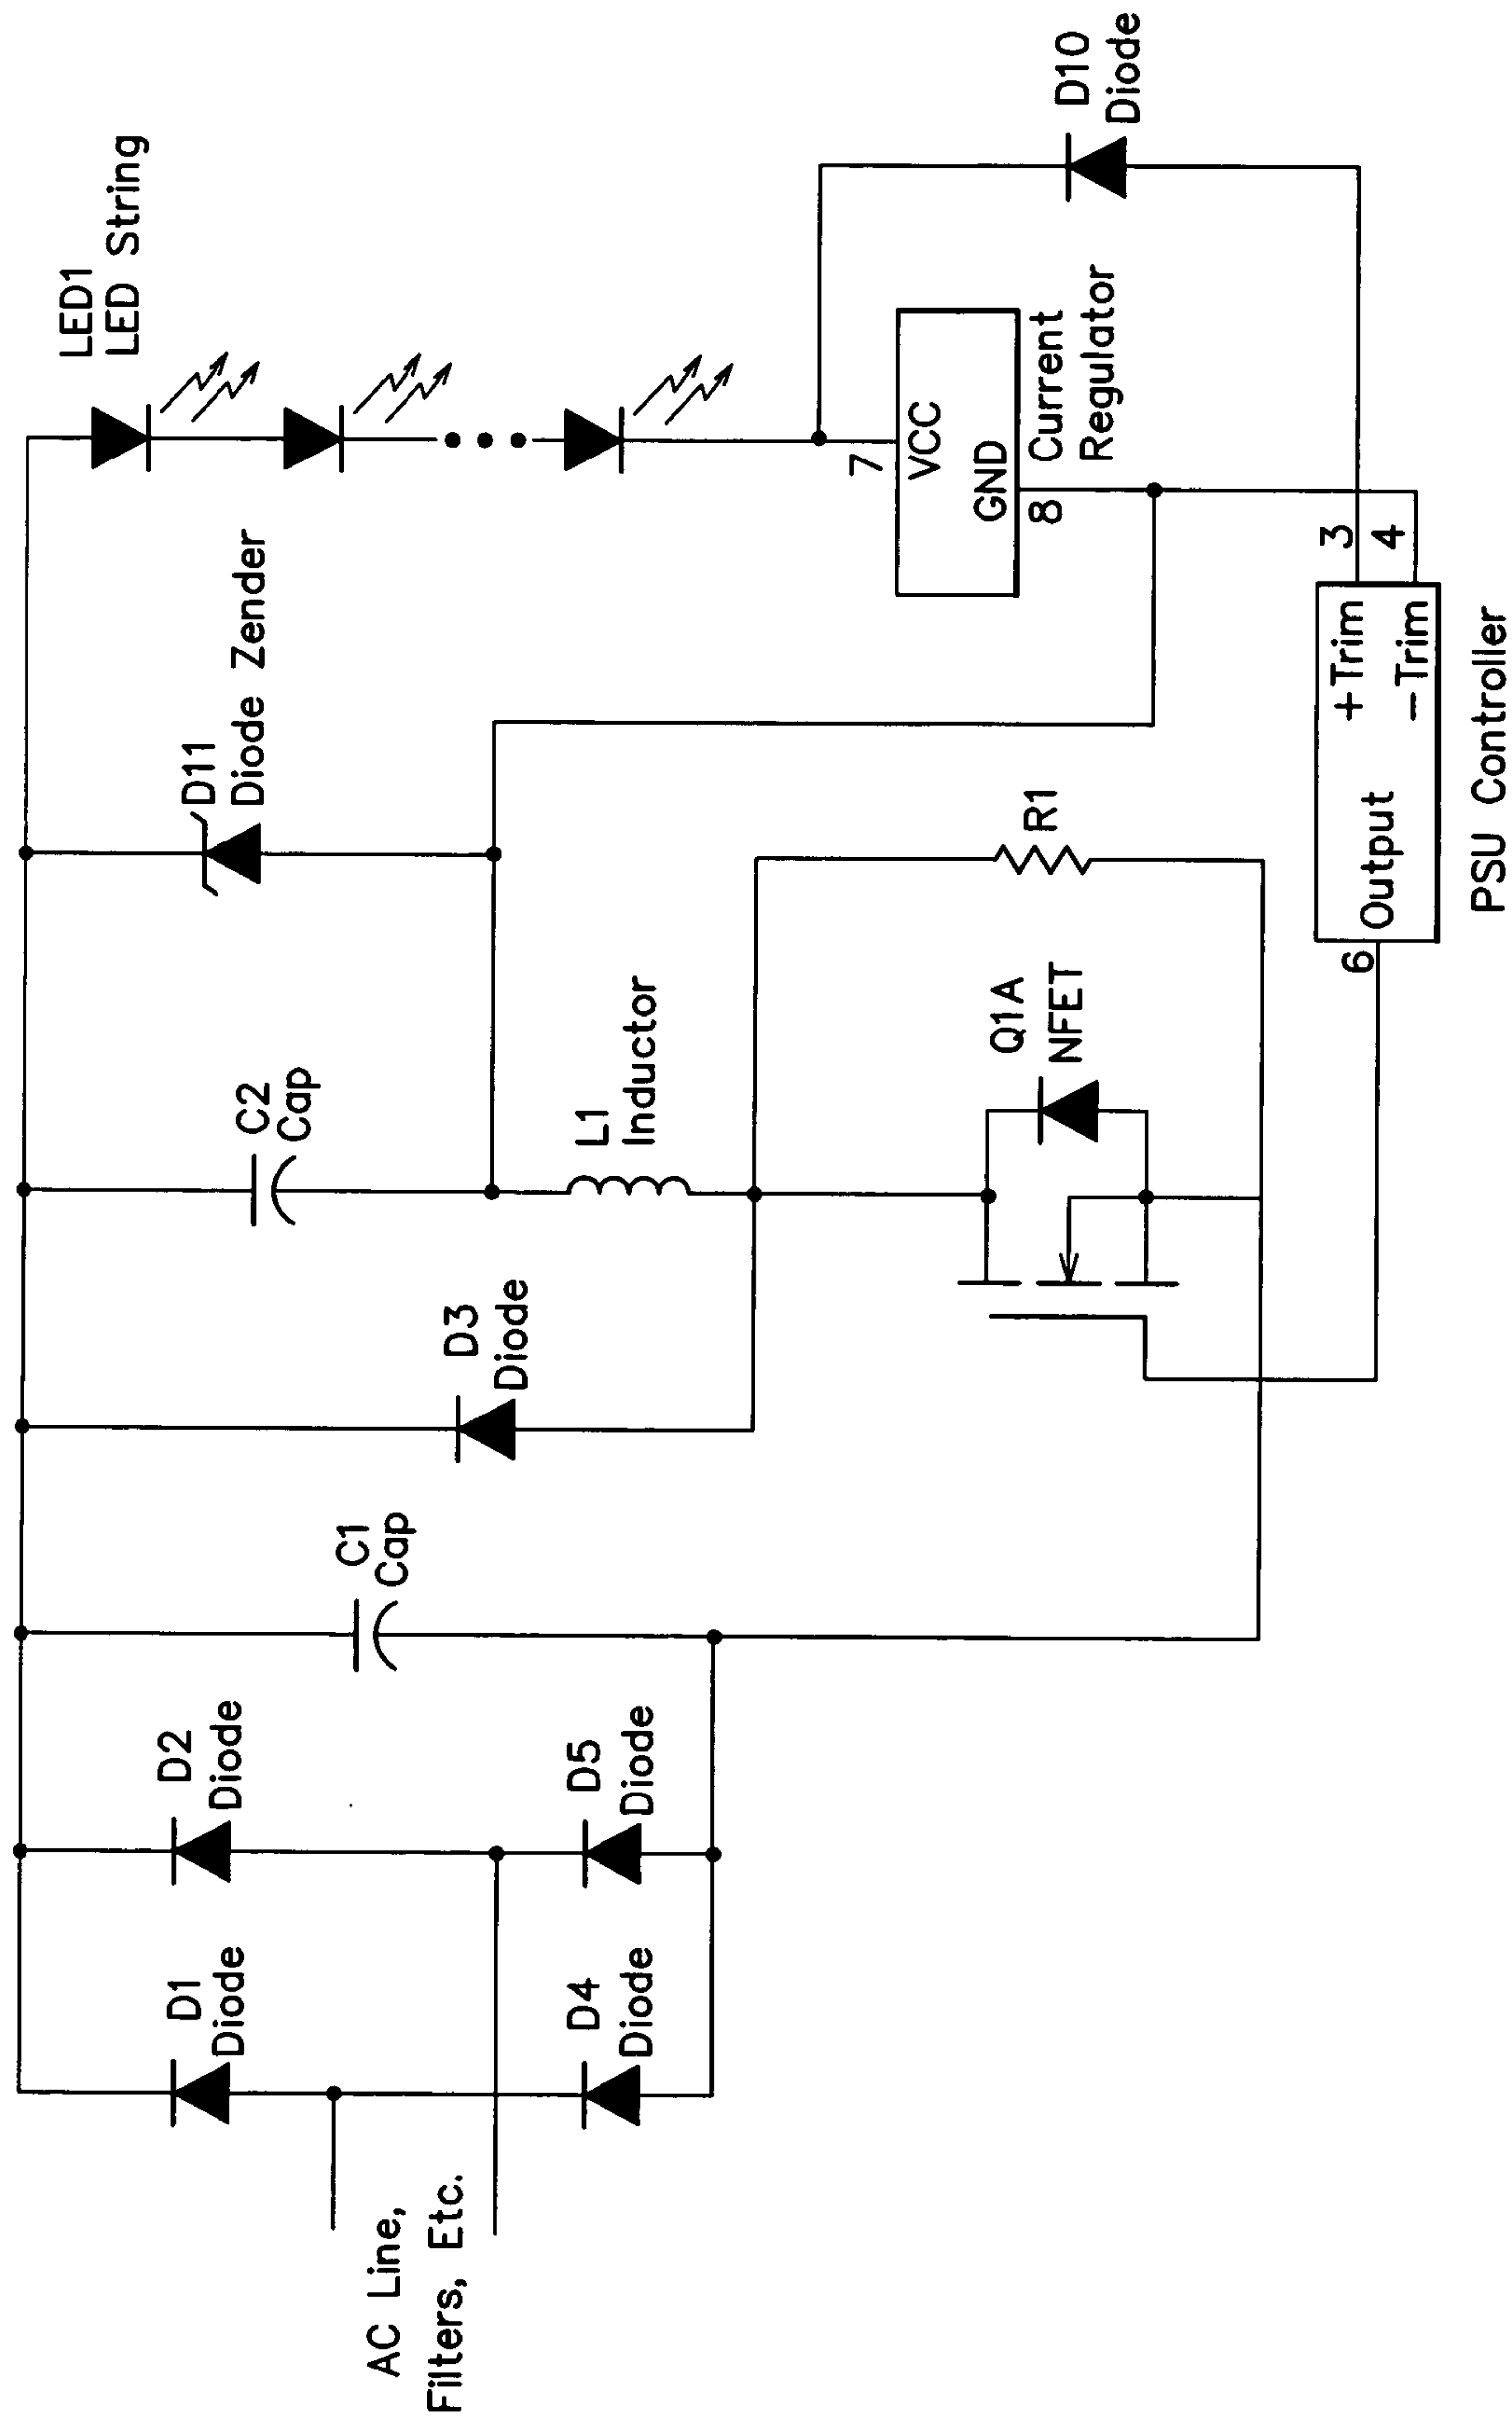 AC Line,
Filters, Etc.
D1
Diode
D2
Diode
D4
Diode
D5
Diode
C1
Cap
D3
Diode
C2
Cap
L1
Inductor
D11
Diode Zender
LED1
LED String
Q1A
NFET
R1
7
VCC
GND
8
Current
Regulator
D10
Diode
6
Output
+Trim
-Trim
3
4
PSU Controller